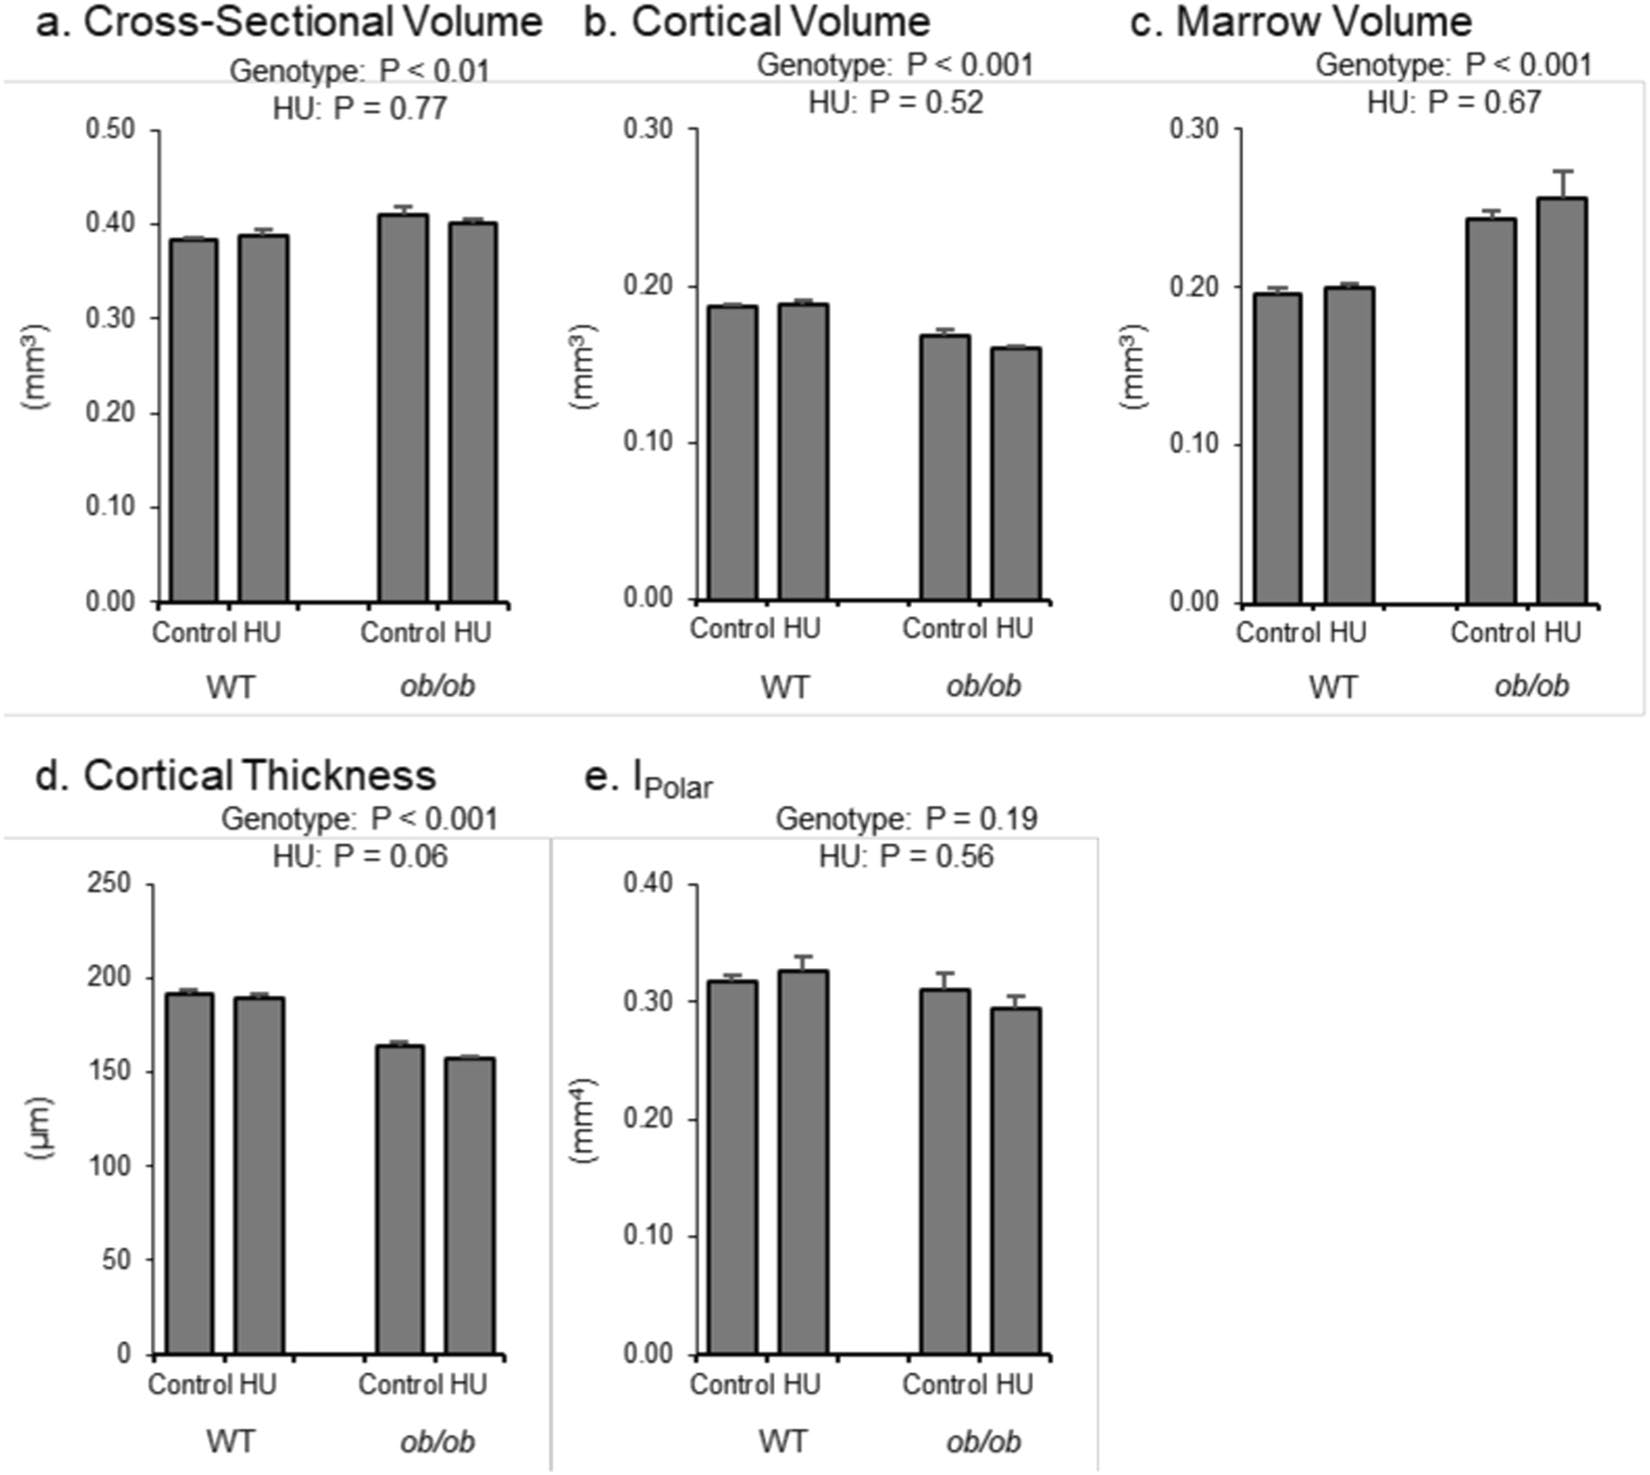 a. Cross-Sectional Volume
Genotype: P < 0.01
HU: P = 0.77
0.50
0.40
0.30
0.20
0.10
0.00
(mm³)
Control HU
Control HU
WT
ob/ob
b. Cortical Volume
Genotype: P < 0.001
HU: P = 0.52
0.30
0.20
0.10
0.00
(mm³)
Control HU
Control HU
WT
ob/ob
c. Marrow Volume
Genotype: P < 0.001
HU: P = 0.67
0.30
0.20
0.10
0.00
(mm³)
Control HU
Control HU
WT
ob/ob
d. Cortical Thickness
Genotype: P < 0.001
HU: P = 0.06
250
200
150
100
50
0
(µm)
Control HU
Control HU
WT
ob/ob
e. IPolar
Genotype: P = 0.19
HU: P = 0.56
0.40
0.30
0.20
0.10
0.00
(mm⁴)
Control HU
Control HU
WT
ob/ob